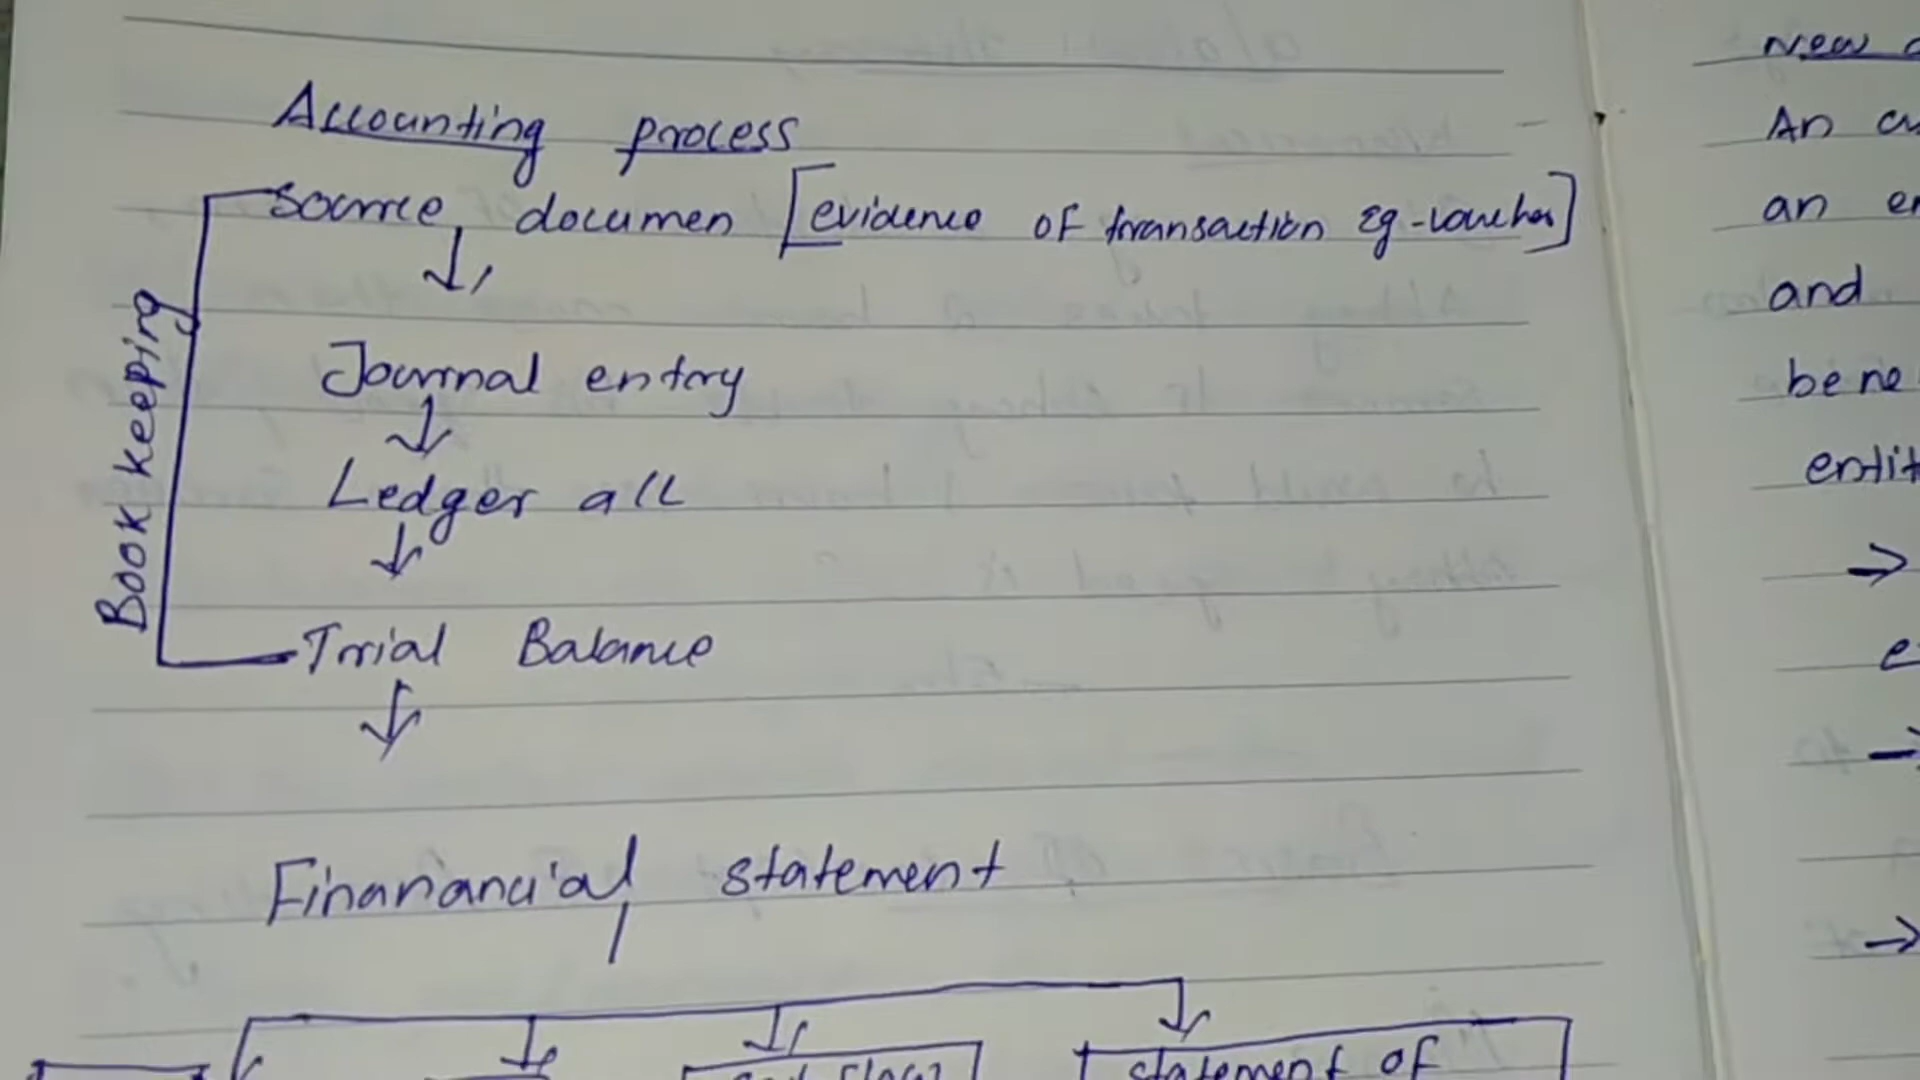 Accounting process
source documen [evidence of transaction Eg-voucher]
Book keeping
Journal entry
Ledger all
Trial Balance
Finanancial statement
statement of
New
An
an
and
bene
entit